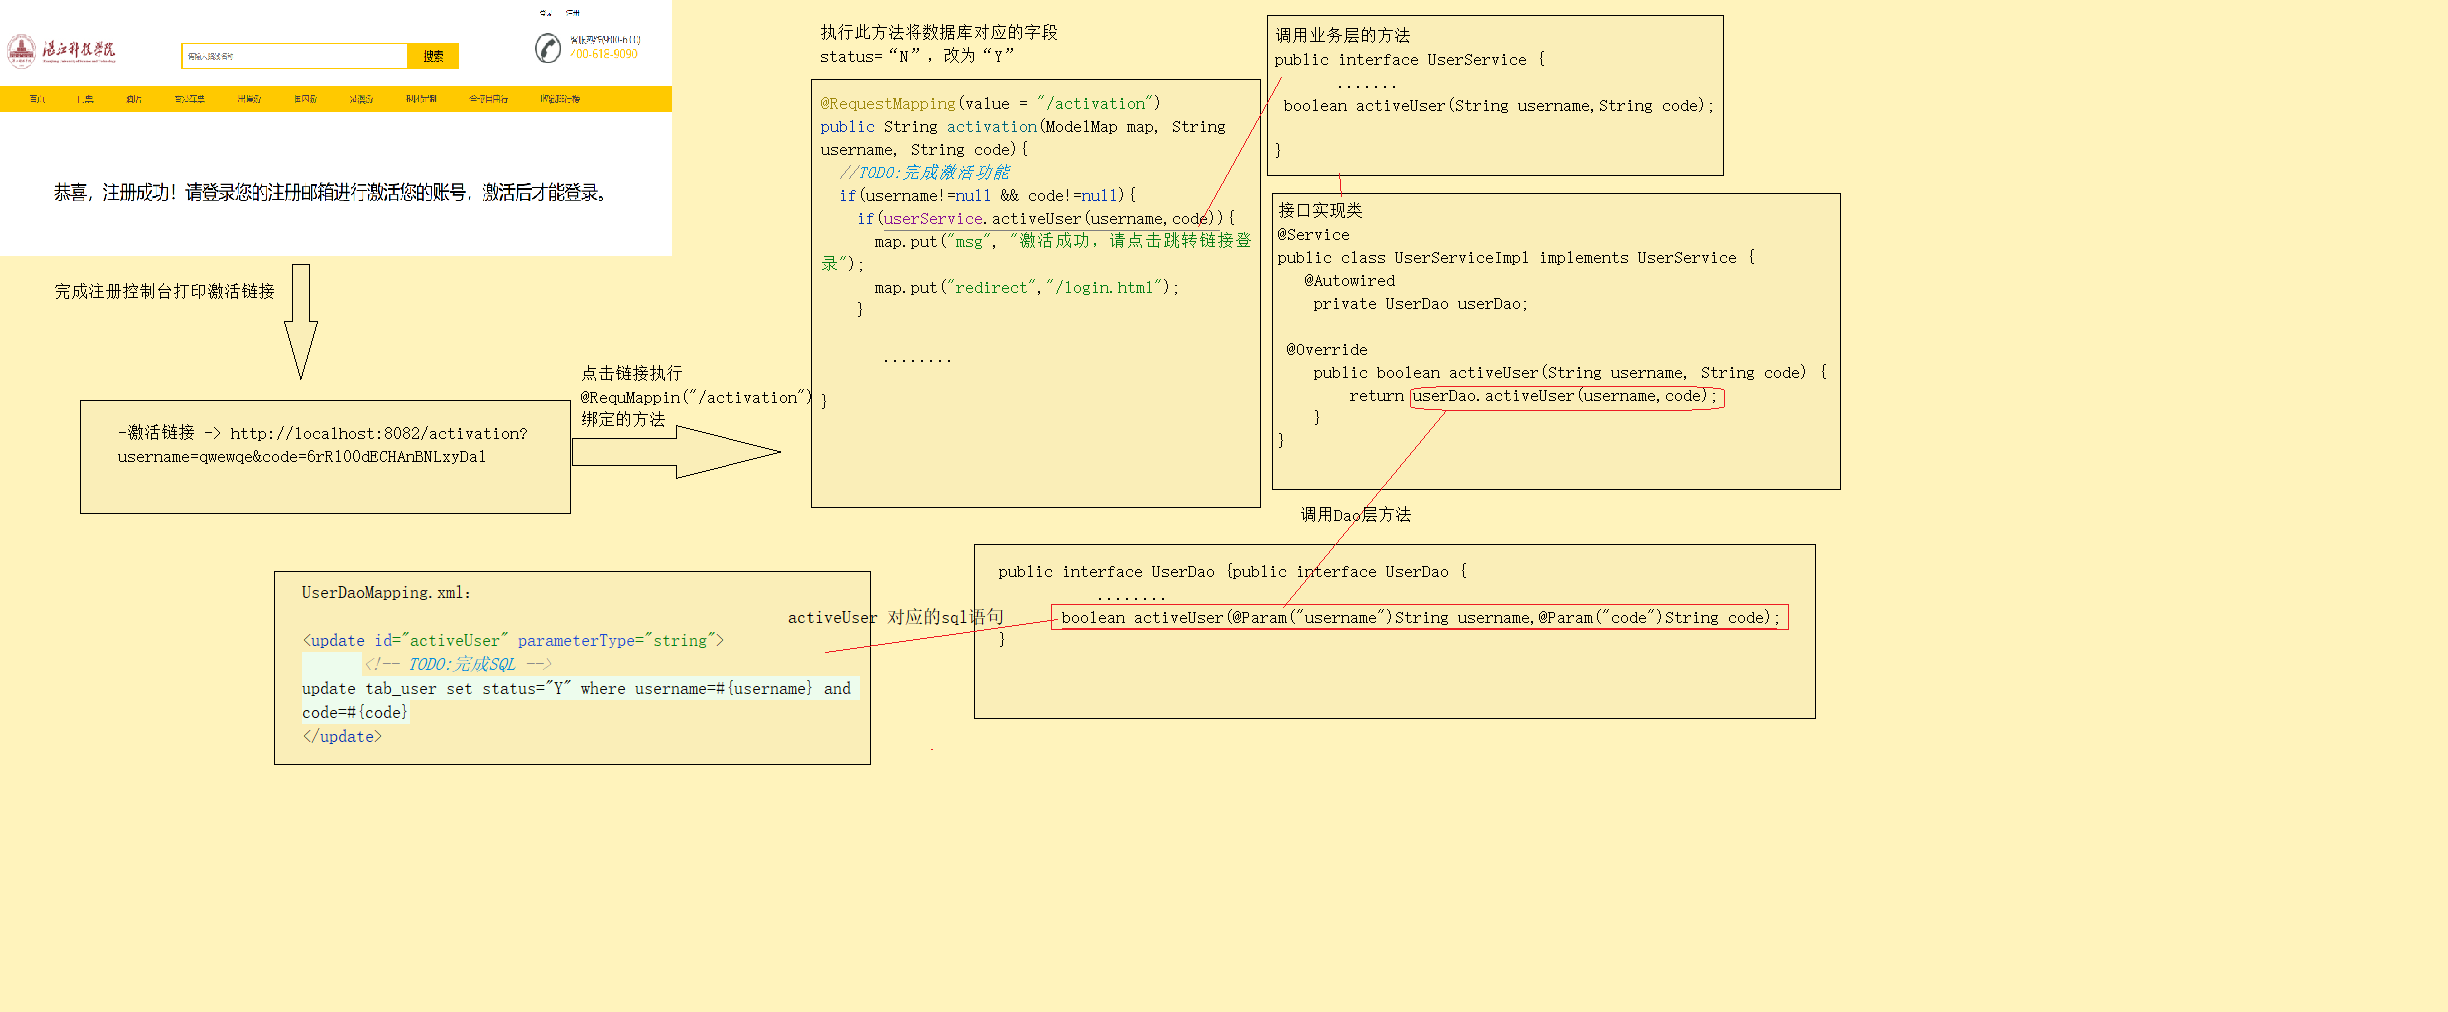 湛江科技学院
搜索
400-618-9090
恭喜，注册成功！请登录您的注册邮箱进行激活您的账号，激活后才能登录。
完成注册控制台打印激活链接
-激活链接 -> http://localhost:8082/activation?
username=qwewqe&code=6rR100dECHAnBNLxyDa1
点击链接执行
@RequMappin("/activation")
绑定的方法
执行此方法将数据库对应的字段
status=“N”，改为“Y”
@RequestMapping(value = "/activation")
public String activation(ModelMap map, String
username, String code){
//TODO:完成激活功能
if(username!=null && code!=null){
if(userService.activeUser(username,code)){
map.put("msg", "激活成功，请点击跳转链接登
录");
map.put("redirect","/login.html");
}
........
}
调用业务层的方法
public interface UserService {
.......
boolean activeUser(String username,String code);
}
接口实现类
@Service
public class UserServiceImpl implements UserService {
@Autowired
private UserDao userDao;
@Override
public boolean activeUser(String username, String code) {
return userDao.activeUser(username,code);
}
}
调用Dao层方法
public interface UserDao {public interface UserDao {
........
boolean activeUser(@Param("username")String username,@Param("code")String code);
}
activeUser 对应的sql语句
UserDaoMapping.xml:
<update id="activeUser" parameterType="string">
<!-- TODO:完成SQL -->
update tab_user set status="Y" where username=#{username} and
code=#{code}
</update>